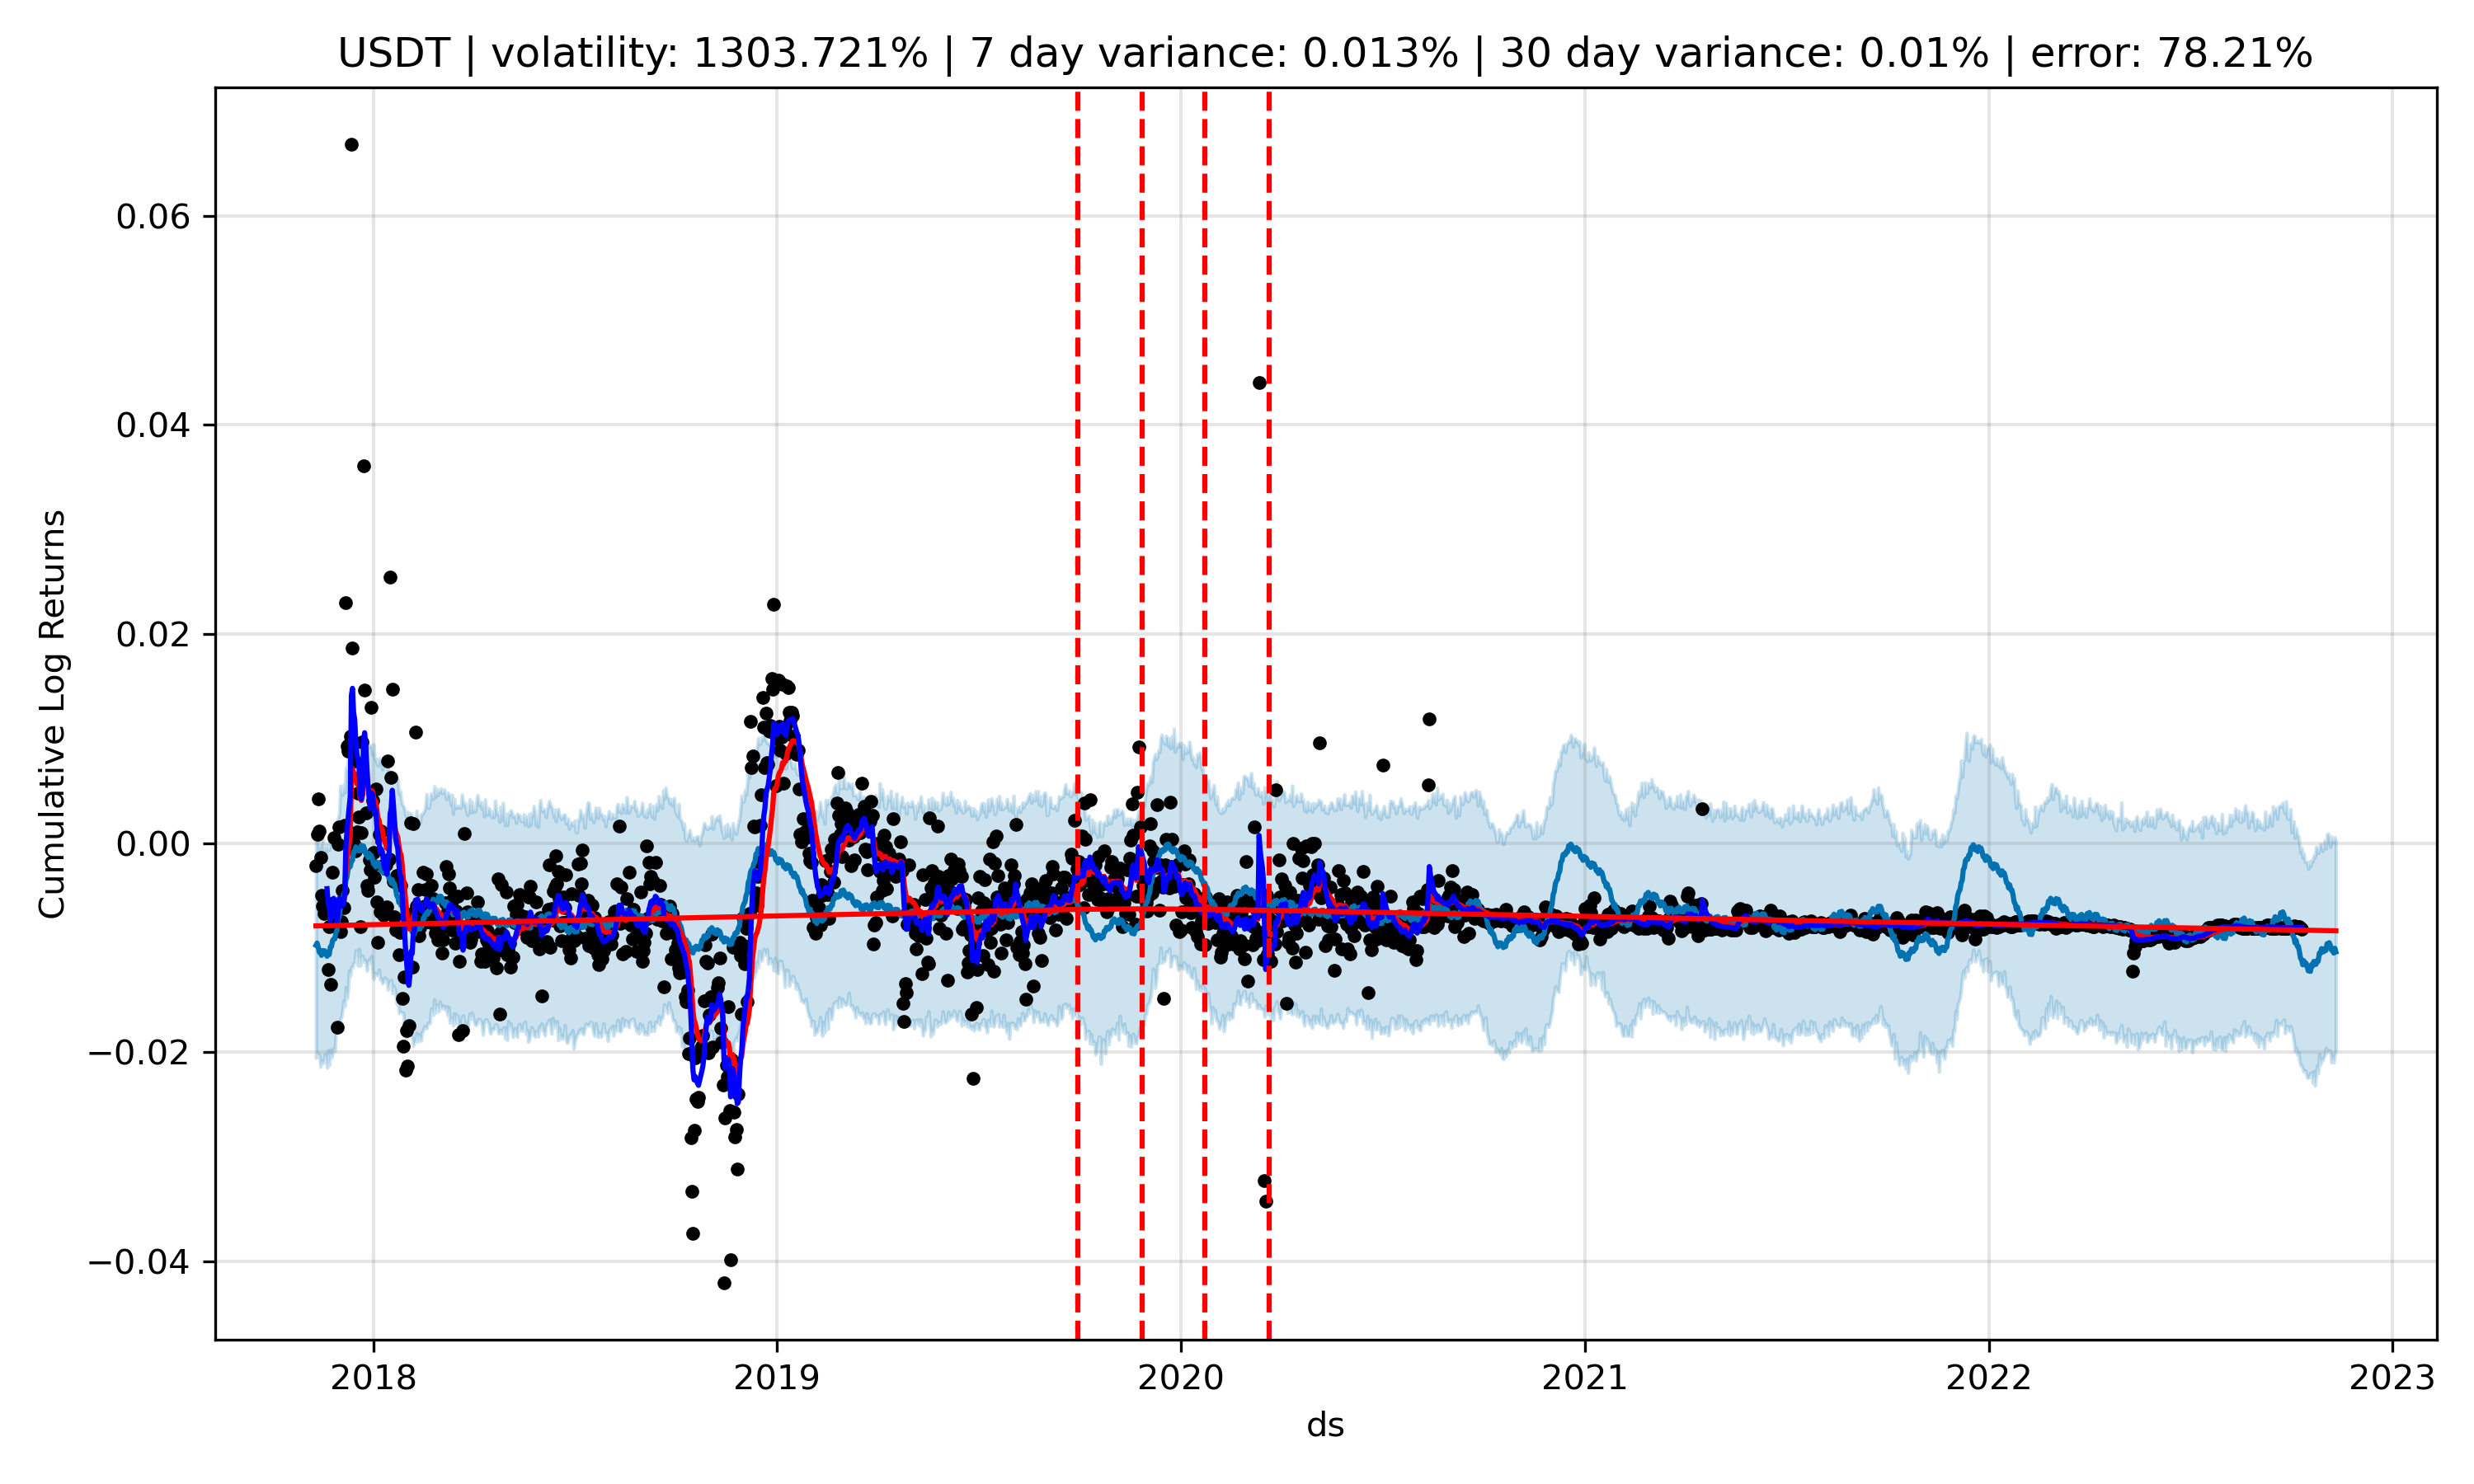 USDT | volatility: 1303.721% | 7 day variance: 0.013% | 30 day variance: 0.01% | error: 78.21%
0.06
0.04
0.02
0.00
−0.02
−0.04
Cumulative Log Returns
2018 2019 2020 2021 2022 2023
ds